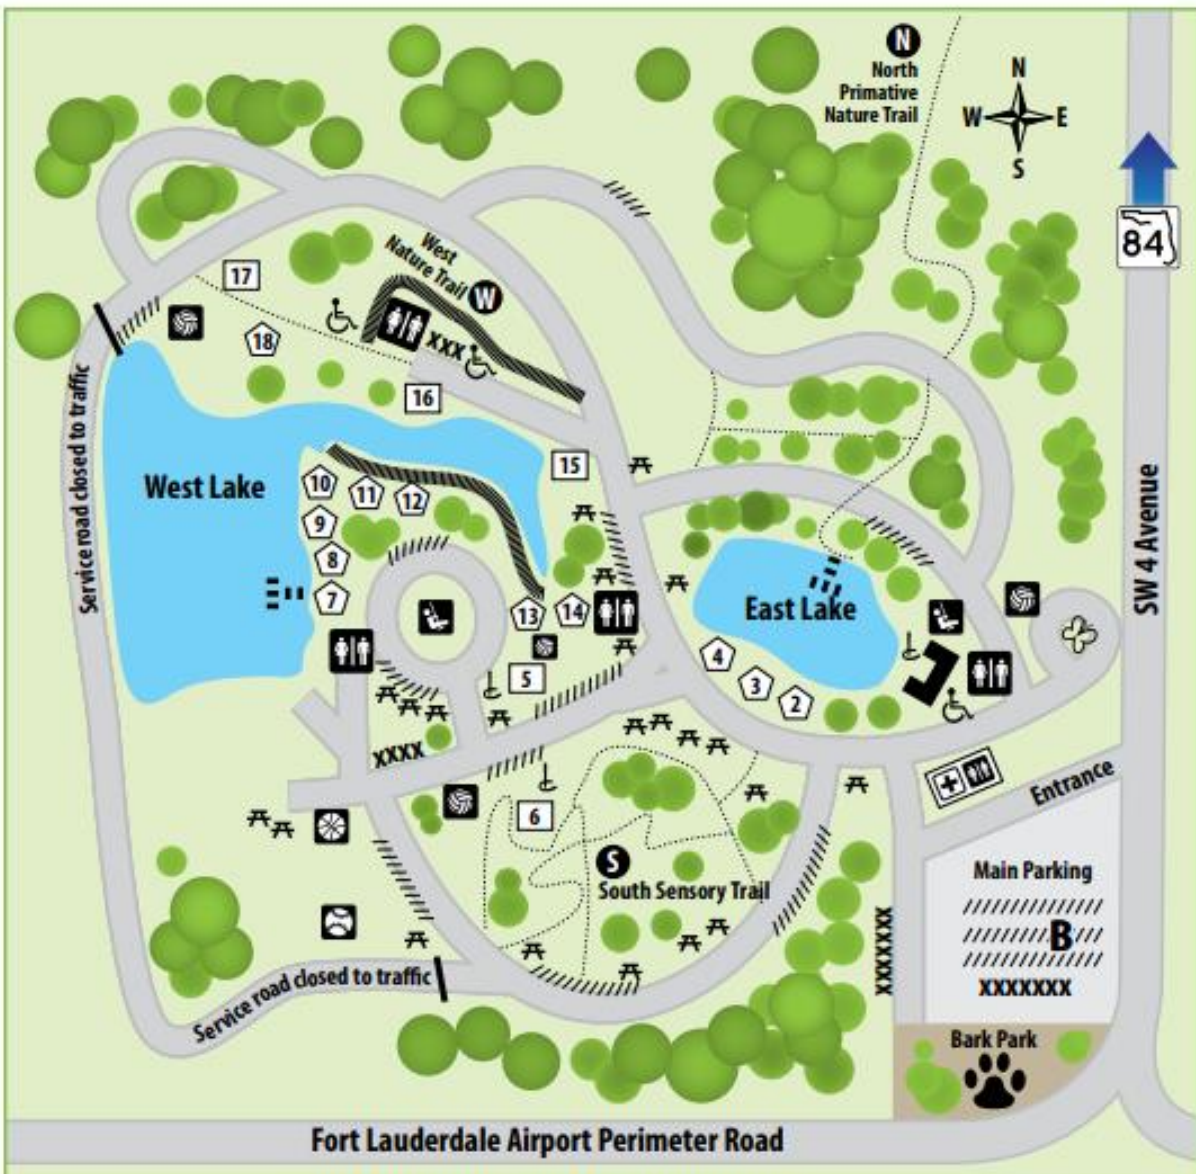 N
North
Primative
Nature Trail
N
W
E
S
84
West
Nature Trail
W
17
18
XXX
16
15
West Lake
Service road closed to traffic
SW 4 Avenue
10
11
12
9
8
7
13
14
East Lake
4
3
2
5
XXXX
6
Entrance
S
South Sensory Trail
Main Parking
B
XXXXXXX
XXXXXXX
Service road closed to traffic
Bark Park
Fort Lauderdale Airport Perimeter Road